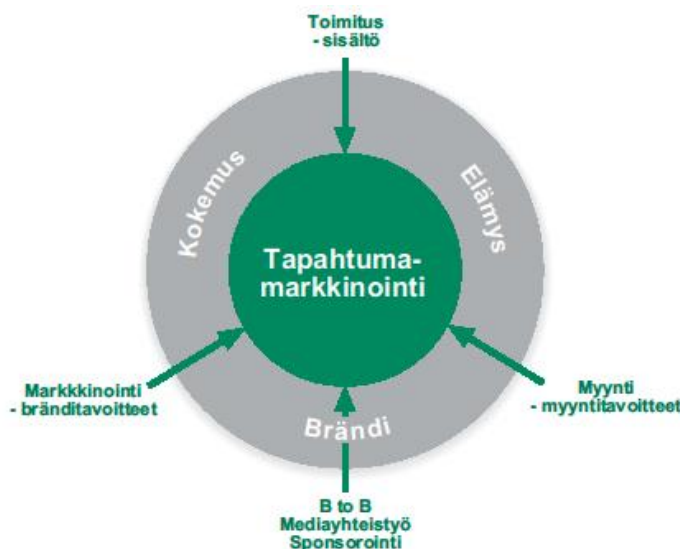 Toimitus
- sisältö
Kokemus
Elämys
Tapahtuma-
markkinointi
Markkkinointi
- bränditavoitteet
Myynti
- myyntitavoitteet
Brändi
B to B
Mediayhteistyö
Sponsorointi